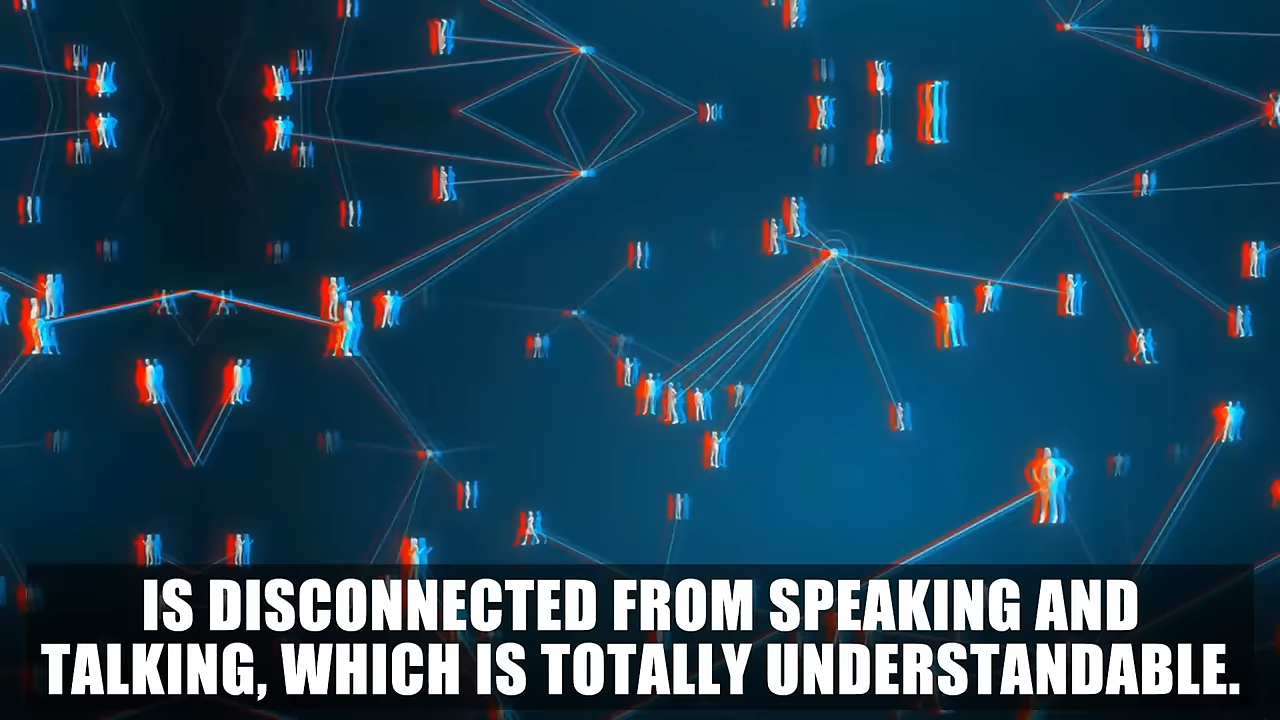 IS DISCONNECTED FROM SPEAKING AND
TALKING, WHICH IS TOTALLY UNDERSTANDABLE.